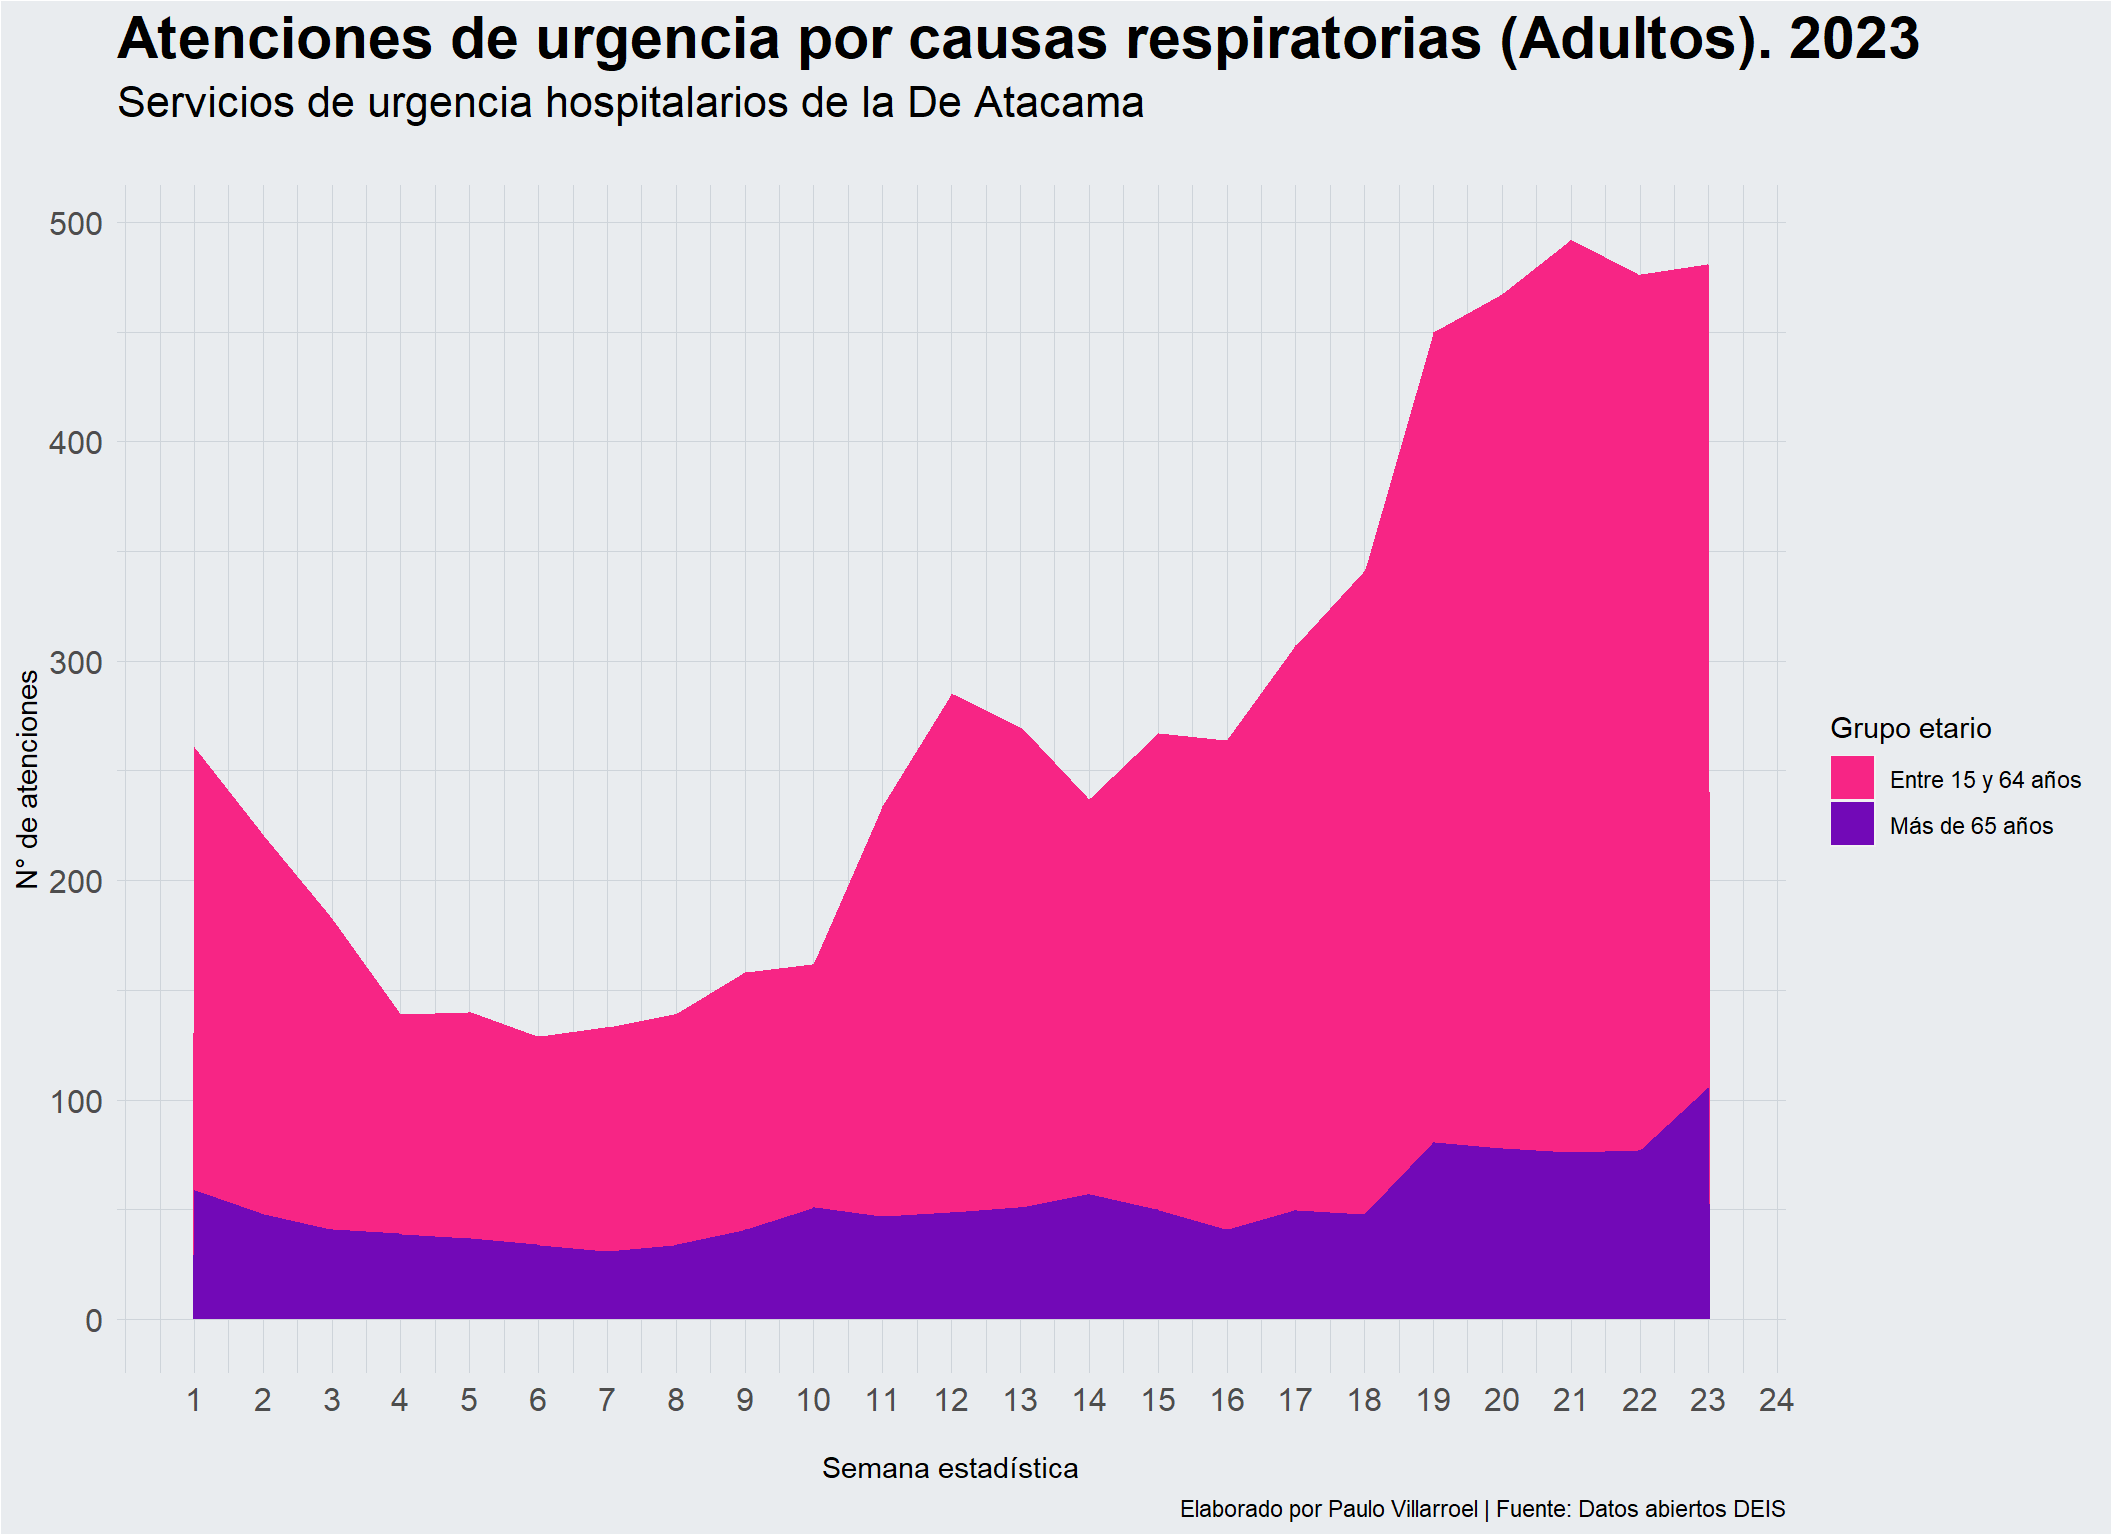 Atenciones de urgencia por causas respiratorias (Adultos). 2023
Servicios de urgencia hospitalarios de la De Atacama
500
400
300
200
100
0
N° de atenciones
1 2 3 4 5 6 7 8 9 10 11 12 13 14 15 16 17 18 19 20 21 22 23 24
Semana estadística
Grupo etario
Entre 15 y 64 años
Más de 65 años
Elaborado por Paulo Villarroel | Fuente: Datos abiertos DEIS